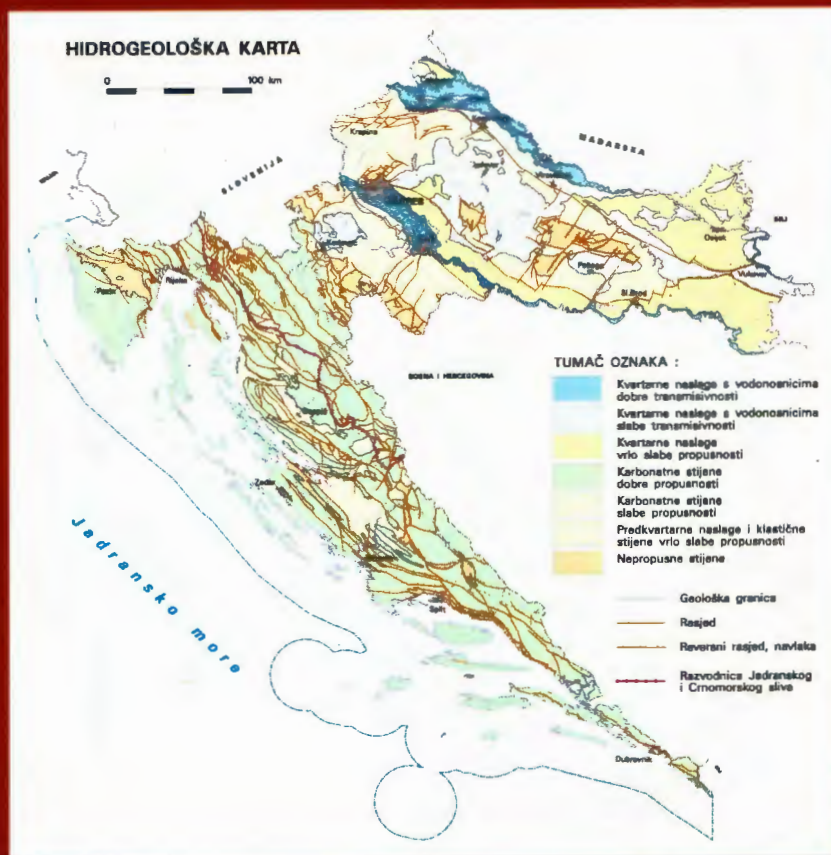 HIDROGEOLOŠKA KARTA
0 100 km
MAĐARSKA
SLOVENIJA
Krapina
Rijeka
Požega
Vukovar
Sl.Brod
BOSNA I HERCEGOVINA
Zadar
Split
Dubrovnik
Jadransko more
TUMAČ OZNAKA :
Kvartarne naslage s vodonosnicima
dobre transmisivnosti
Kvartarne naslage s vodonosnicima
slabe transmisivnosti
Kvartarne naslage
vrlo slabe propusnosti
Karbonatne stijene
dobre propusnosti
Karbonatne stijene
slabe propusnosti
Predkvartarne naslage i klastične
stijene vrlo slabe propusnosti
Nepropusne stijene
Geološka granica
Rasjed
Reversni rasjed, navlaka
Razvodnica Jadranskog
i Crnomorskog sliva